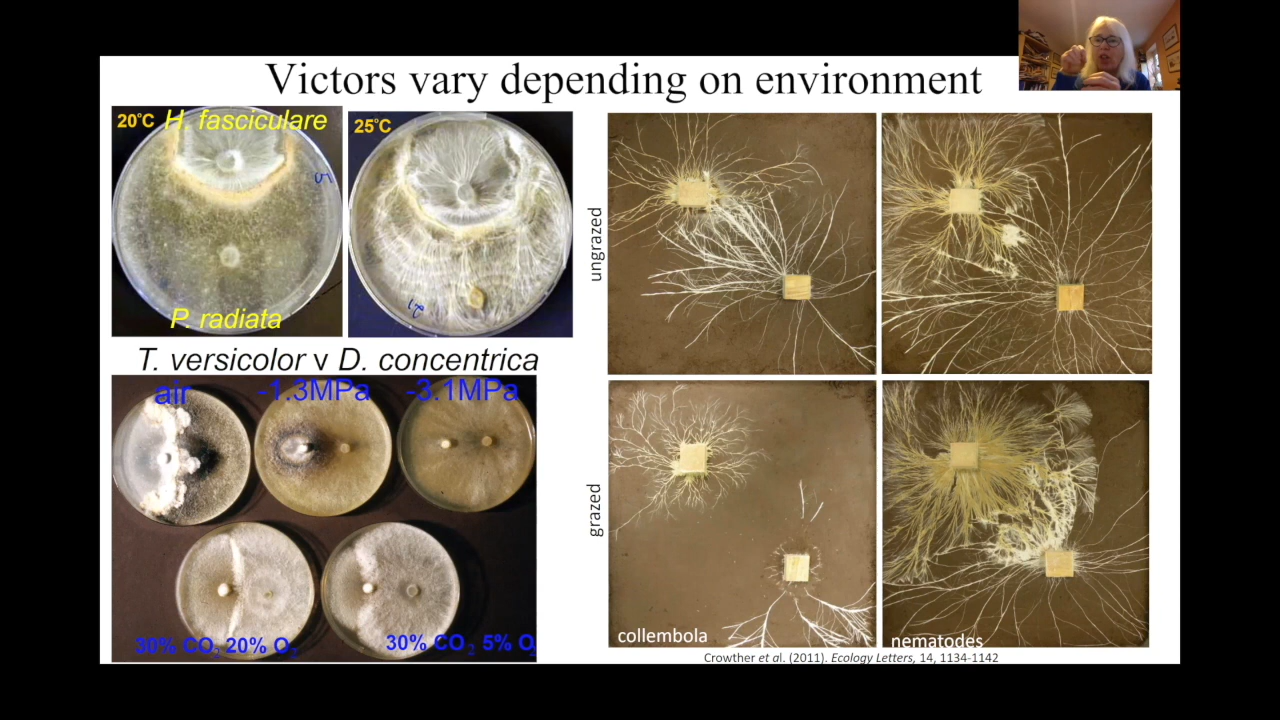 Victors vary depending on environment
20°C H. fasciculare
25°C
P. radiata
T. versicolor v D. concentrica
air -1.3MPa -3.1MPa
30% CO2 20% O2
30% CO2 5% O2
ungrazed
grazed
collembola
nematodes
Crowther et al. (2011). Ecology Letters, 14, 1134-1142